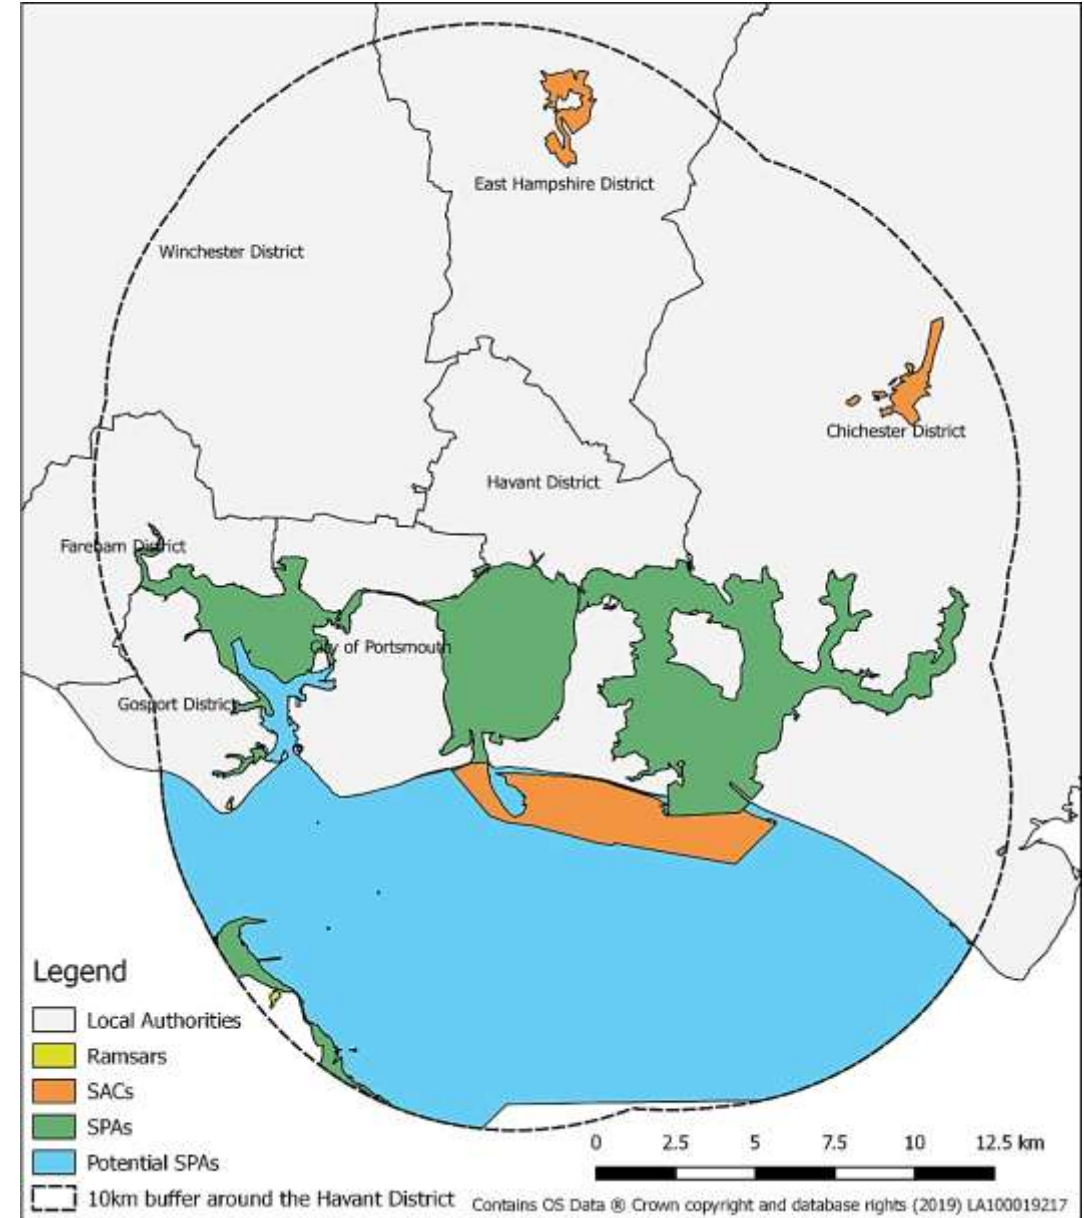 East Hampshire District
Winchester District
Chichester District
Havant District
Fareham District
City of Portsmouth
Gosport District
Legend
Local Authorities
Ramsars
SACs
SPAs
Potential SPAs
10km buffer around the Havant District
0 2.5 5 7.5 10 12.5 km
Contains OS Data ® Crown copyright and database rights (2019) LA100019217